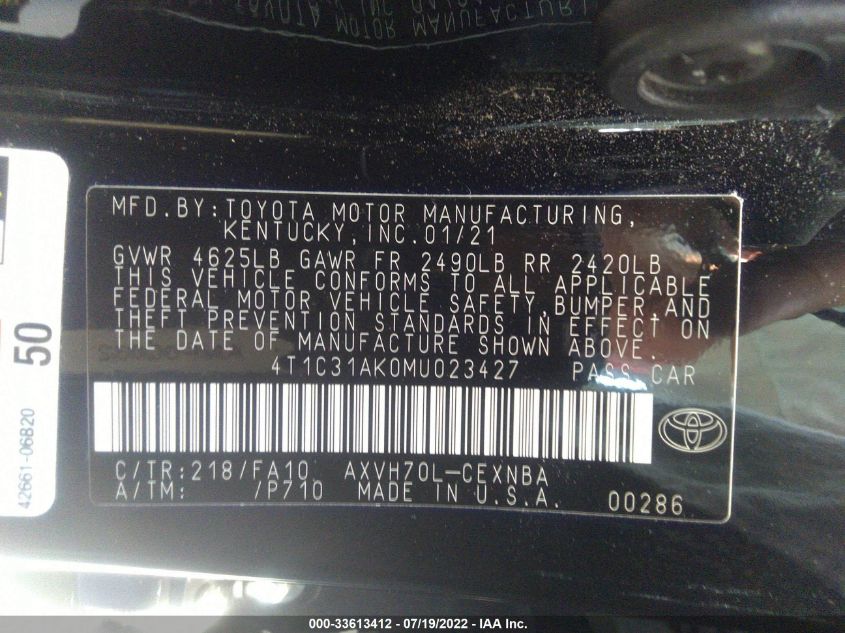 MFD.BY:TOYOTA MOTOR MANUFACTURING,
KENTUCKY,INC.01/21
GVWR 4625LB GAWR FR 2490LB RR 2420LB
THIS VEHICLE CONFORMS TO ALL APPLICABLE
FEDERAL MOTOR VEHICLE SAFETY,BUMPER,AND
THEFT PREVENTION STANDARDS IN EFFECT ON
THE DATE OF MANUFACTURE SHOWN ABOVE.
4T1C31AK0MU023427 PASS CAR
C/TR:218/FA10 AXVH70L-CEXNBA
A/TM: /P710 MADE IN U.S.A. 00286
50
42661-06B20
000-33613412 - 07/19/2022 - IAA Inc.